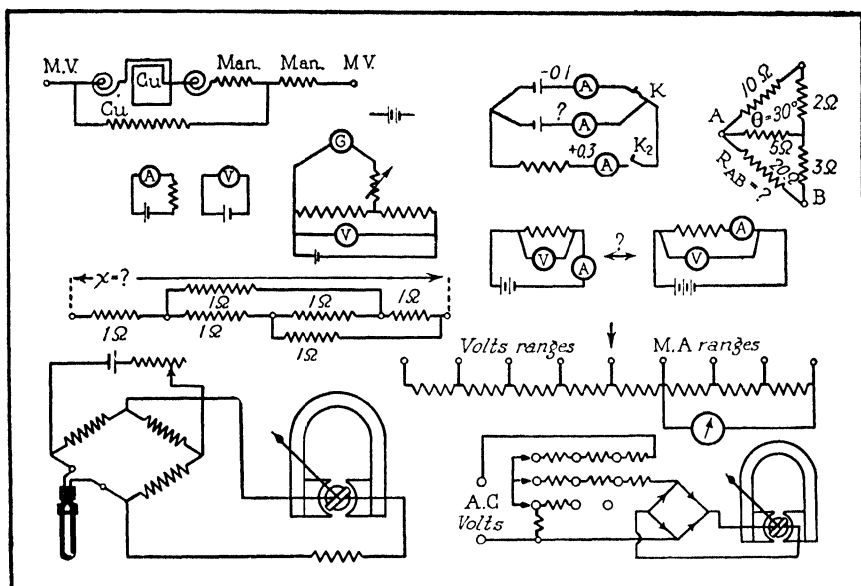 M.V. Cu Man. Man. M.V.
Cu
G
A V
V
x = ?
1Ω 1Ω 1Ω
1Ω 1Ω
1Ω
-0.1 A K
? A
+0.3 A K2
10Ω
2Ω
A θ=30°
5Ω
20Ω 3Ω
RAB = ?
B
V A ? V A
Volts ranges M.A ranges
A.C
Volts